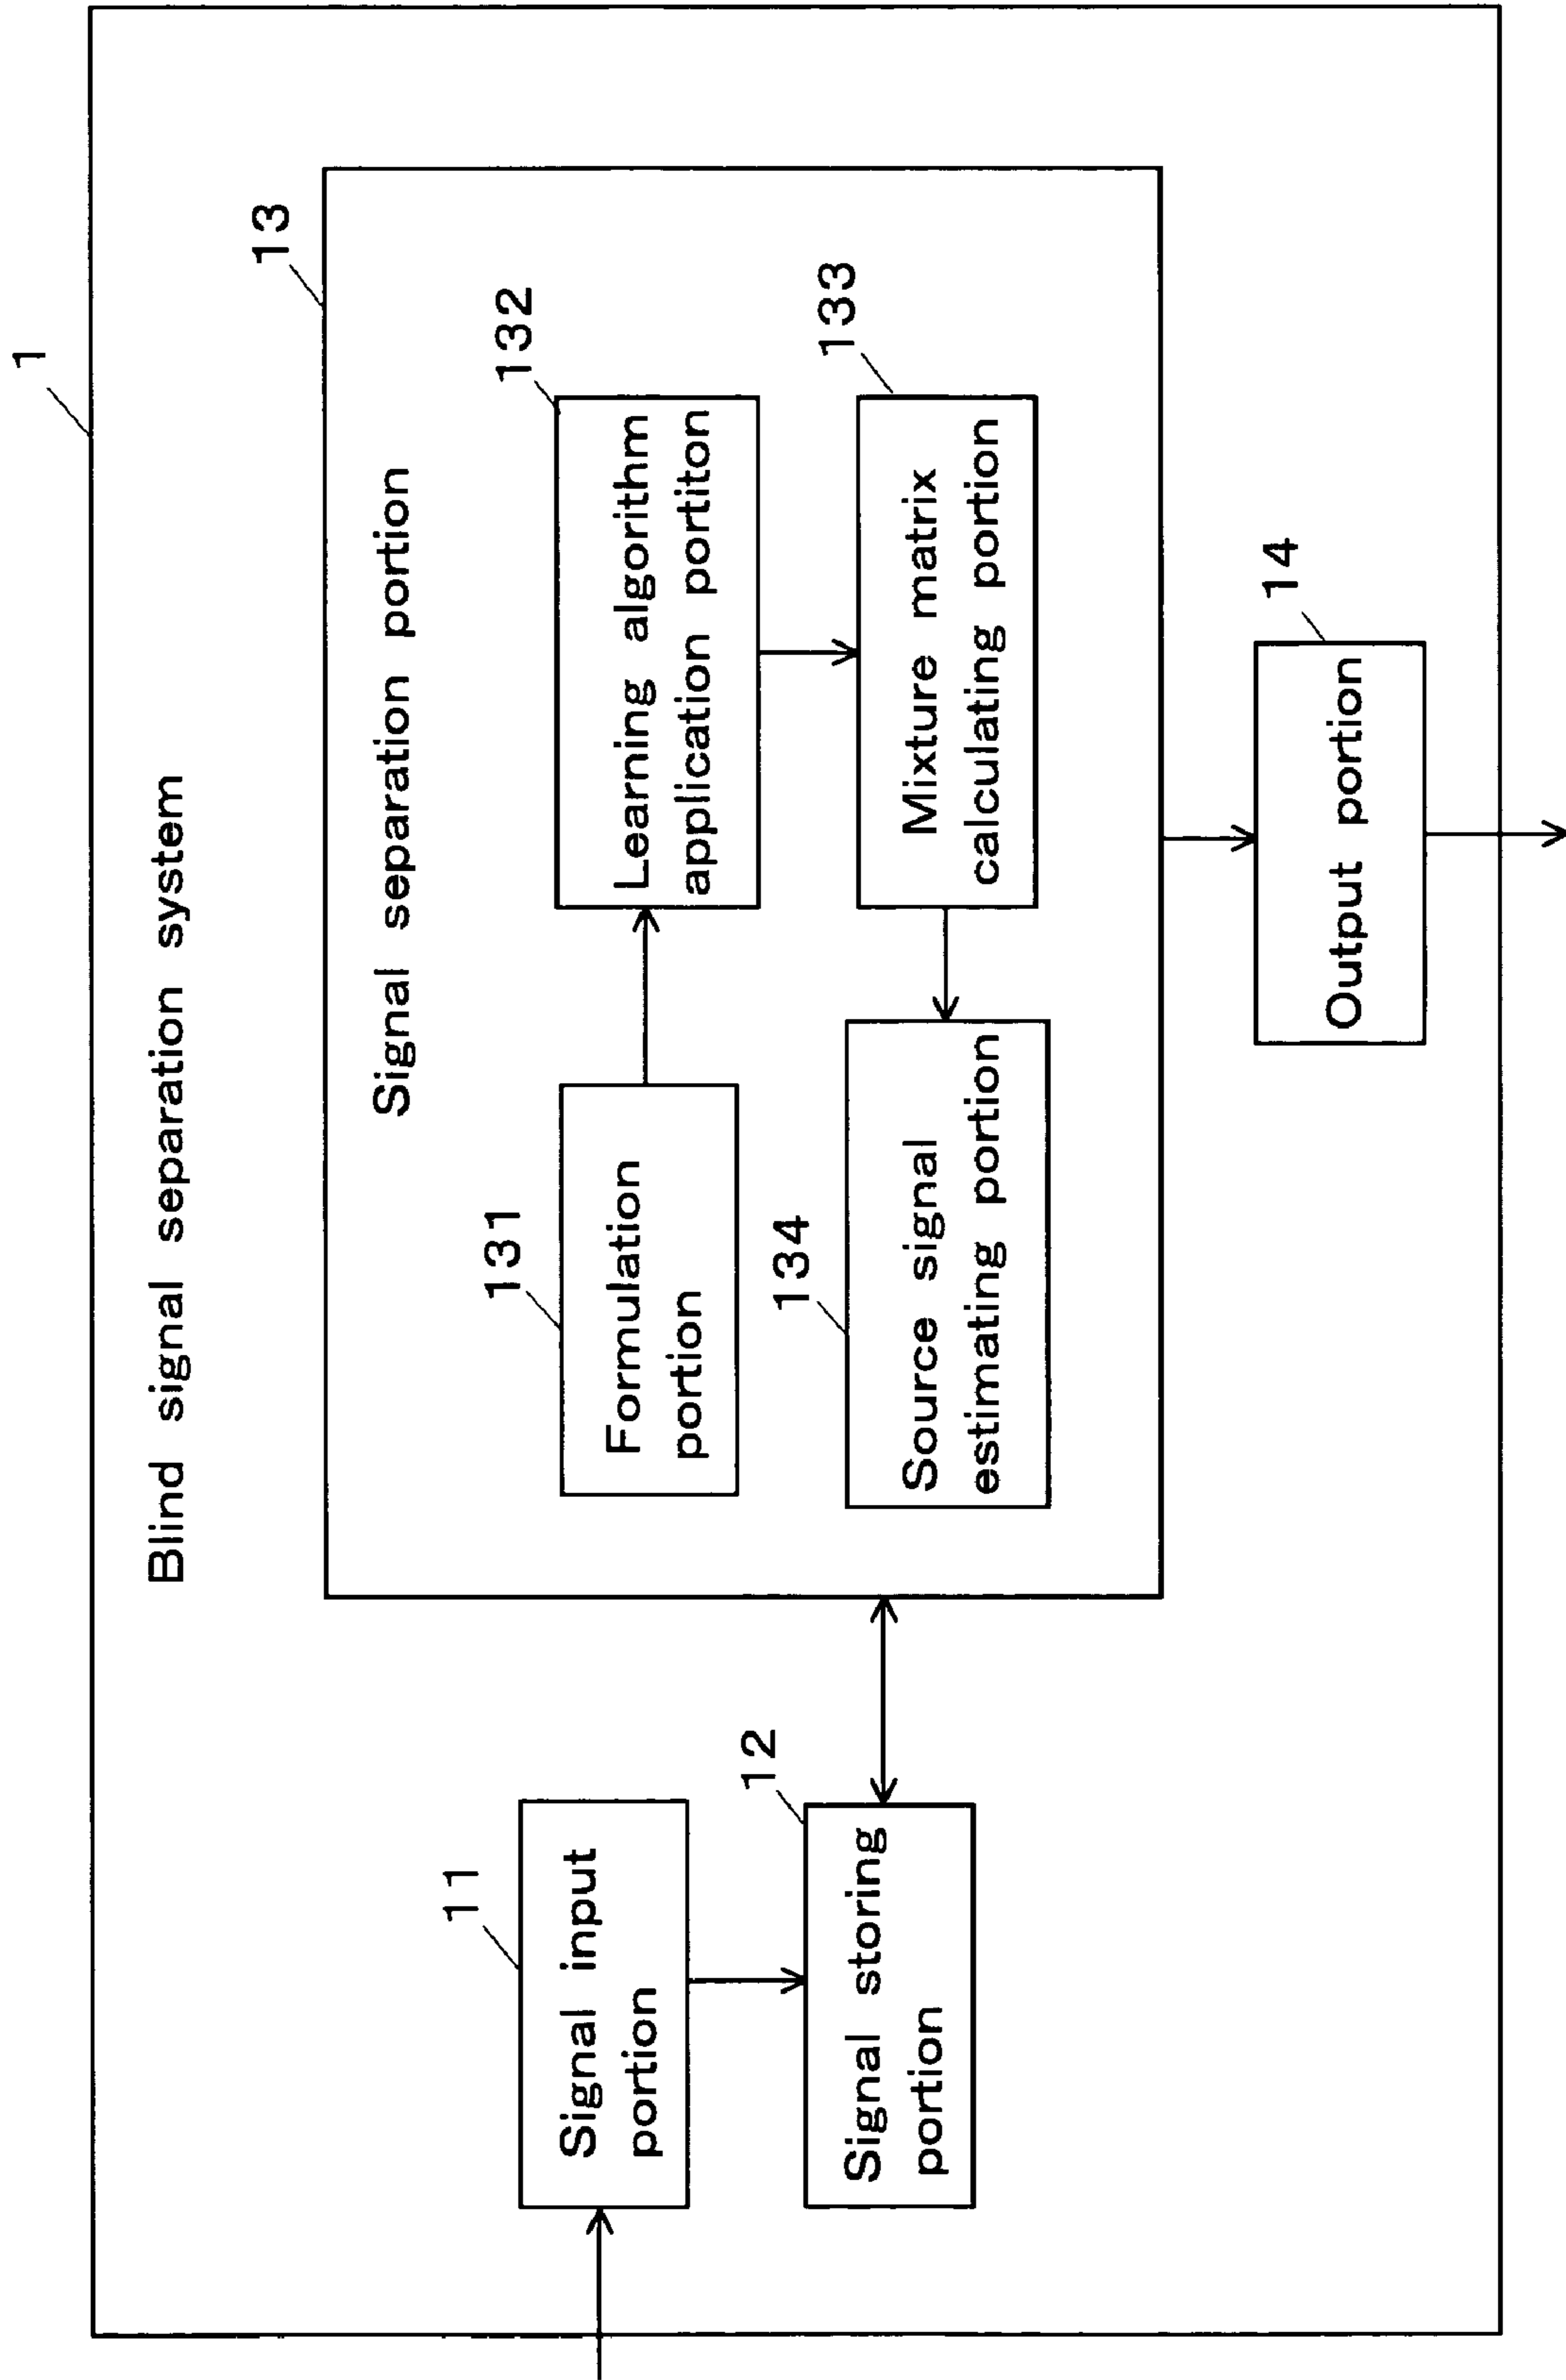 1
Blind signal separation system
13
Signal separation portion
11
Signal input
portion
12
Signal storing
portion
131
Formulation
portion
132
Learning algorithm
application portiton
134
Source signal
estimating portion
133
Mixture matrix
calculating portion
14
Output portion